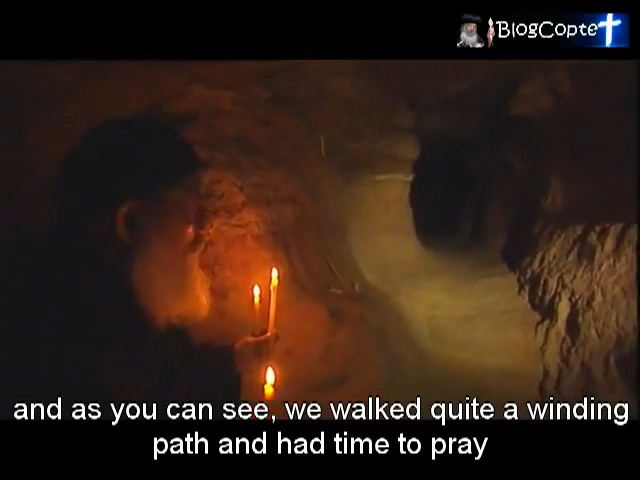 BlogCopte
and as you can see, we walked quite a winding
path and had time to pray